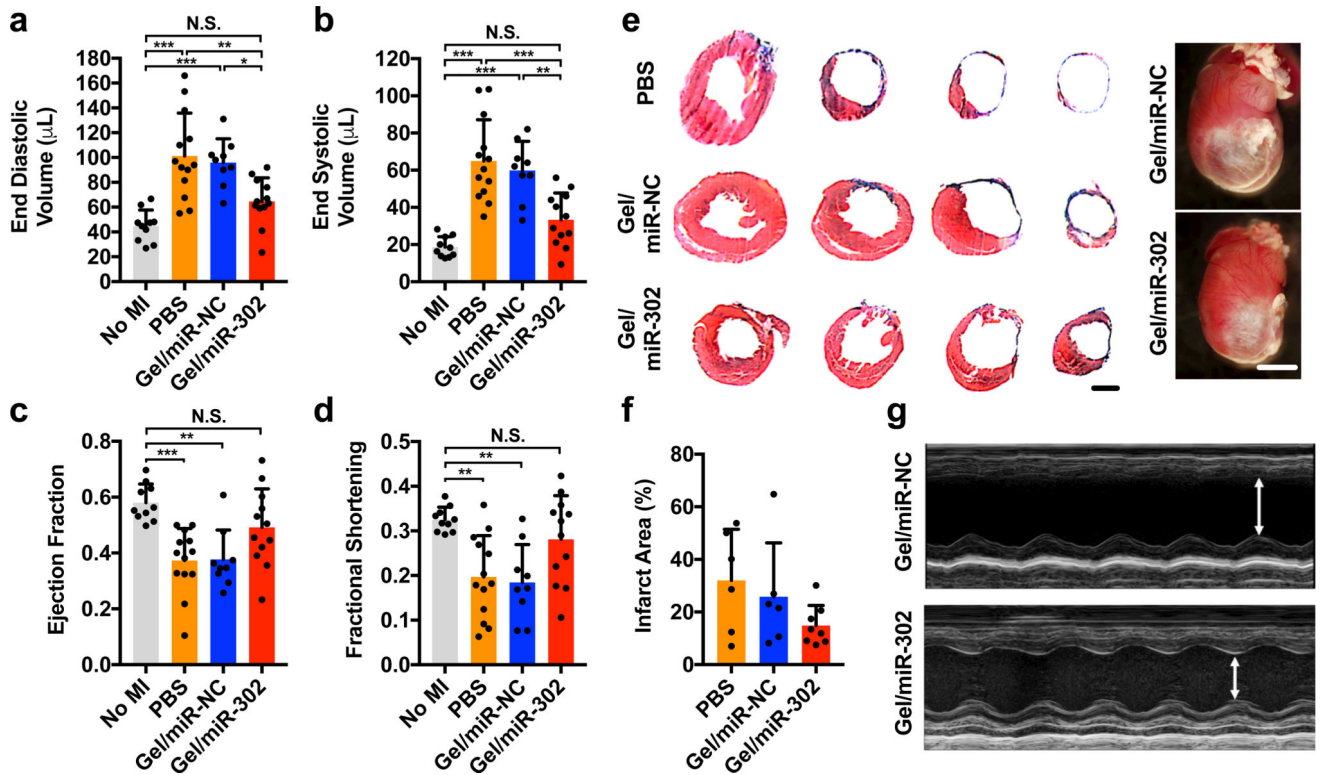 a
N.S.
*** **
*** *
End Diastolic
Volume (μL)
180
160
140
120
100
80
60
40
20
0
No MI
PBS
Gel/miR-NC
Gel/miR-302
b
N.S.
*** ***
*** **
End Systolic
Volume (μL)
120
100
80
60
40
20
0
No MI
PBS
Gel/miR-NC
Gel/miR-302
c
N.S.
**
***
Ejection Fraction
0.8
0.6
0.4
0.2
0.0
No MI
PBS
Gel/miR-NC
Gel/miR-302
d
N.S.
**
**
Fractional Shortening
0.5
0.4
0.3
0.2
0.1
0.0
No MI
PBS
Gel/miR-NC
Gel/miR-302
e
PBS
Gel/
miR-NC
Gel/
miR-302
Gel/miR-NC
Gel/miR-302
f
Infarct Area (%)
80
60
40
20
0
PBS
Gel/miR-NC
Gel/miR-302
g
Gel/miR-NC
Gel/miR-302